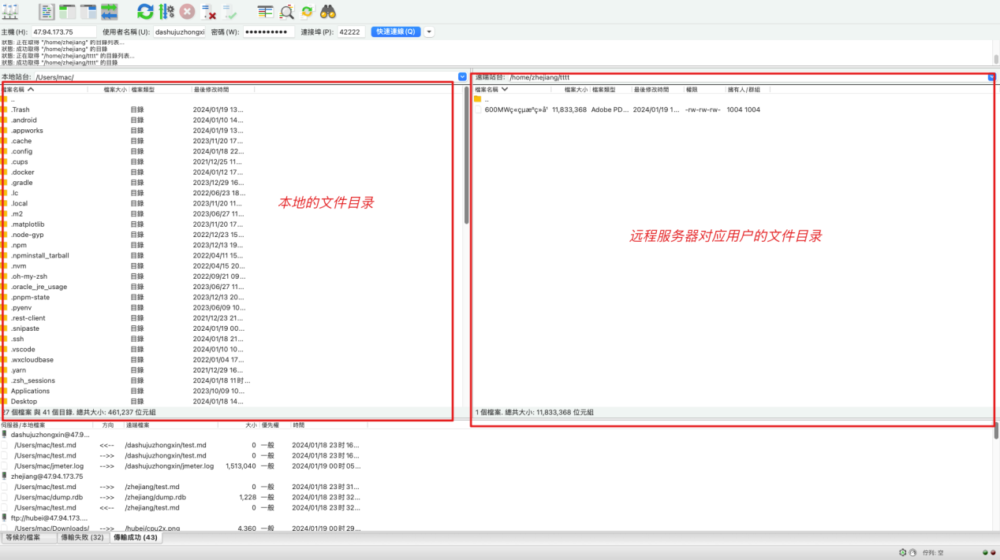 主機(H): 47.94.173.75 使用者名稱(U): dashujuzhongxi 密碼(W): ●●●●●●●●●● 連接埠(P): 42222 快速連線(Q)
狀態: 正在取得 "/home/zhejiang" 的目錄列表...
狀態: 成功取得 "/home/zhejiang" 的目錄
狀態: 正在取得 "/home/zhejiang/tttt" 的目錄列表...
狀態: 成功取得 "/home/zhejiang/tttt" 的目錄
本地站台: /Users/mac/
檔案名稱 檔案大小 檔案類型 最後修改時間
..
.Trash 目錄 2024/01/19 13...
.android 目錄 2024/01/10 14...
.appworks 目錄 2024/01/19 13...
.cache 目錄 2023/11/20 17...
.config 目錄 2024/01/18 22...
.cups 目錄 2021/12/25 11...
.docker 目錄 2024/01/12 17...
.gradle 目錄 2023/12/29 16...
.lc 目錄 2022/06/23 18...
.local 目錄 2023/11/20 11...
.m2 目錄 2023/06/27 11...
.matplotlib 目錄 2023/11/20 17...
.node-gyp 目錄 2022/12/23 15...
.npm 目錄 2023/12/13 19...
.npminstall_tarball 目錄 2022/04/11 15...
.nvm 目錄 2022/04/15 20...
.oh-my-zsh 目錄 2022/09/21 09...
.oracle_jre_usage 目錄 2023/06/27 11...
.pnpm-state 目錄 2023/12/13 20...
.pyenv 目錄 2023/06/09 10...
.rest-client 目錄 2021/12/23 21...
.snipaste 目錄 2024/01/19 00...
.ssh 目錄 2024/01/18 21...
.vscode 目錄 2024/01/10 10...
.wxcloudbase 目錄 2022/01/04 17...
.yarn 目錄 2021/12/29 16...
.zsh_sessions 目錄 2024/01/18 11时...
Applications 目錄 2023/10/09 10...
Desktop 目錄 2024/01/18 14...
27 個檔案 與 41 個目錄. 總共大小: 461,237 位元組
本地的文件目录
遠端站台: /home/zhejiang/tttt
檔案名稱 檔案大小 檔案類型 最後修改時間 權限 擁有人/群組
..
11,833,368 Adobe PD... 2024/01/19 1... -rw-rw-rw- 1004 1004
远程服务器对应用户的文件目录
1 個檔案. 總共大小: 11,833,368 位元組
伺服器/本地檔案 方向 遠端檔案 大小 優先權 時間
dashujuzhongxin@47.9...
/Users/mac/test.md <<-- /dashujuzhongxin/test.md 0 一般 2024/01/18 23时16...
/Users/mac/test.md -->> /dashujuzhongxin/test.md 0 一般 2024/01/18 23时16...
/Users/mac/jmeter.log -->> /dashujuzhongxin/jmeter.log 1,513,040 一般 2024/01/19 00时05...
zhejiang@47.94.173.75
/Users/mac/test.md -->> /zhejiang/test.md 0 一般 2024/01/18 23时31...
/Users/mac/dump.rdb -->> /zhejiang/dump.rdb 1,228 一般 2024/01/18 23时32...
/Users/mac/test.md <<-- /zhejiang/test.md 0 一般 2024/01/18 23时32...
ftp://hubei@47.94.173....
/Users/mac/Downloads/ -->> /hubei/cpu2x.png 4,360 一般 2024/01/19 00时29...
等候的檔案 傳輸失敗 (32) 傳輸成功 (43)
佇列: 空